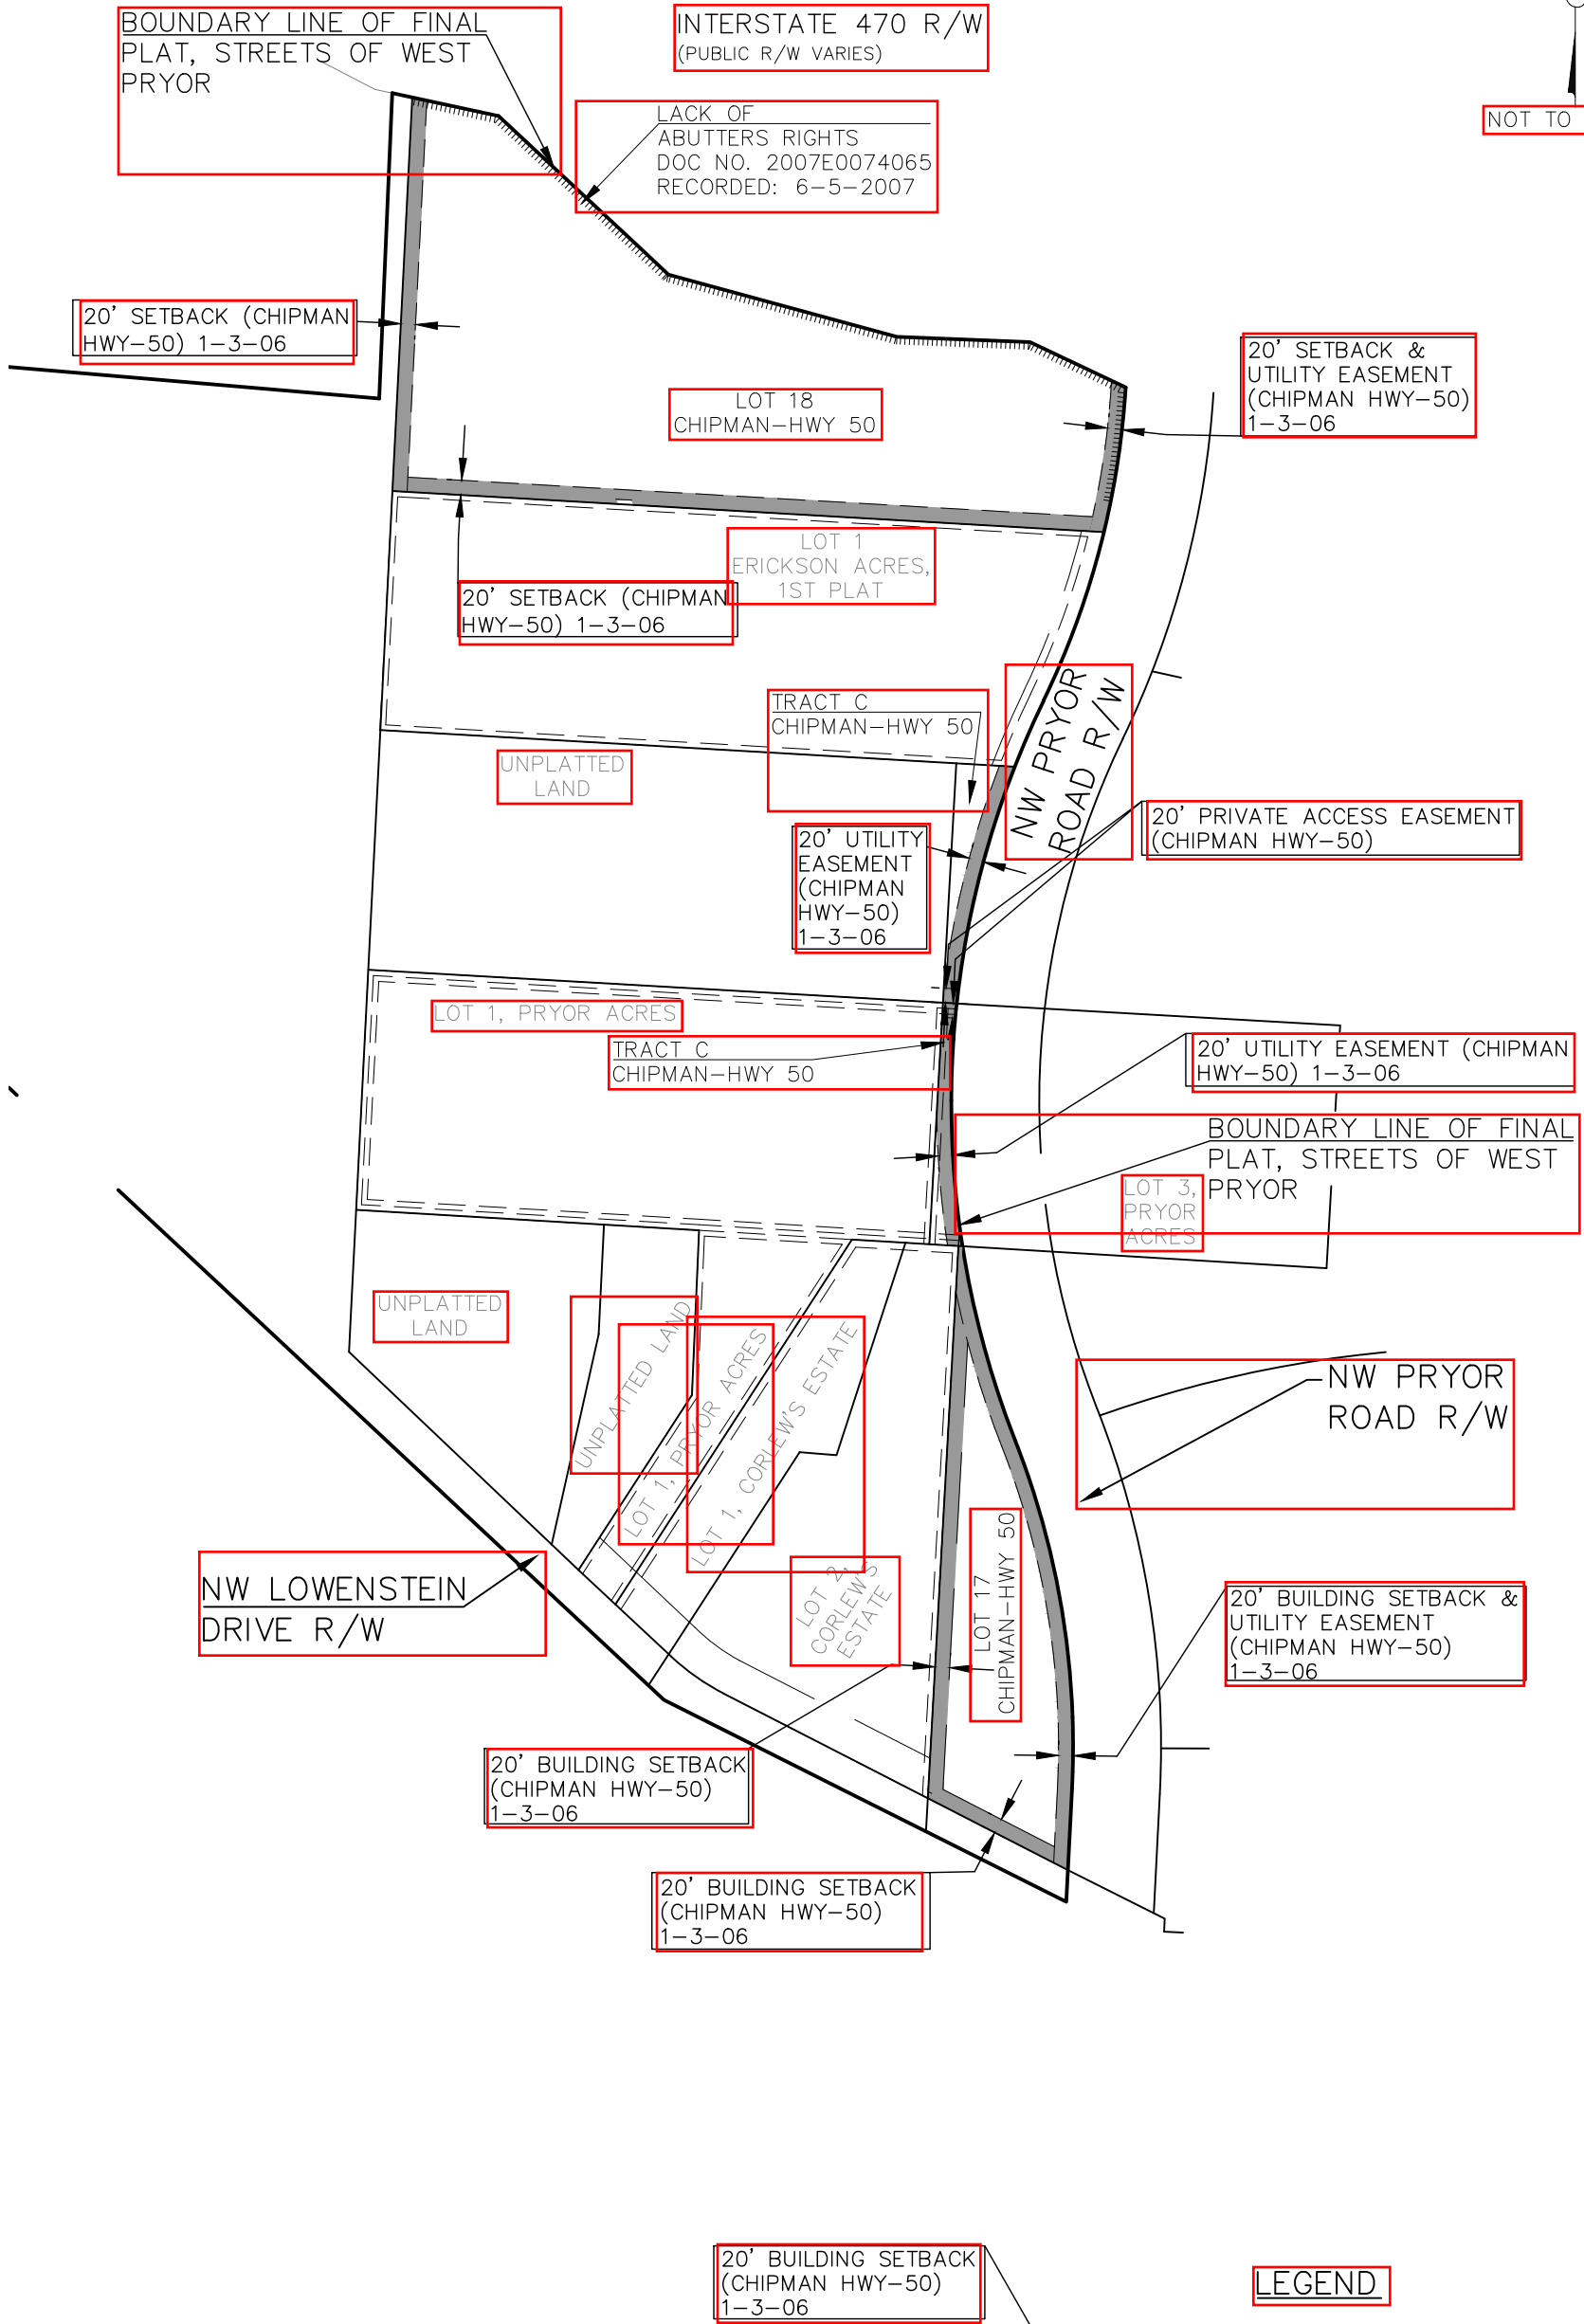 BOUNDARY LINE OF FINAL
PLAT, STREETS OF WEST
PRYOR
INTERSTATE 470 R/W
(PUBLIC R/W VARIES)
NOT TO
LACK OF
ABUTTERS RIGHTS
DOC NO. 2007E0074065
RECORDED: 6-5-2007
20' SETBACK (CHIPMAN
HWY-50) 1-3-06
20' SETBACK &
UTILITY EASEMENT
(CHIPMAN HWY-50)
1-3-06
LOT 18
CHIPMAN-HWY 50
LOT 1
ERICKSON ACRES,
1ST PLAT
20' SETBACK (CHIPMAN
HWY-50) 1-3-06
NW PRYOR
ROAD R/W
TRACT C
CHIPMAN-HWY 50
UNPLATTED
LAND
20' PRIVATE ACCESS EASEMENT
(CHIPMAN HWY-50)
20' UTILITY
EASEMENT
(CHIPMAN
HWY-50)
1-3-06
LOT 1, PRYOR ACRES
TRACT C
CHIPMAN-HWY 50
20' UTILITY EASEMENT (CHIPMAN
HWY-50) 1-3-06
BOUNDARY LINE OF FINAL
PLAT, STREETS OF WEST
PRYOR
LOT 3,
PRYOR
ACRES
UNPLATTED
LAND
UNPLATTED LAND
LOT 1, PRYOR ACRES
LOT 1, CORLEW'S ESTATE
NW PRYOR
ROAD R/W
NW LOWENSTEIN
DRIVE R/W
LOT 2,
CORLEW'S
ESTATE
LOT 17
CHIPMAN-HWY 50
20' BUILDING SETBACK &
UTILITY EASEMENT
(CHIPMAN HWY-50)
1-3-06
20' BUILDING SETBACK
(CHIPMAN HWY-50)
1-3-06
20' BUILDING SETBACK
(CHIPMAN HWY-50)
1-3-06
20' BUILDING SETBACK
(CHIPMAN HWY-50)
1-3-06
LEGEND